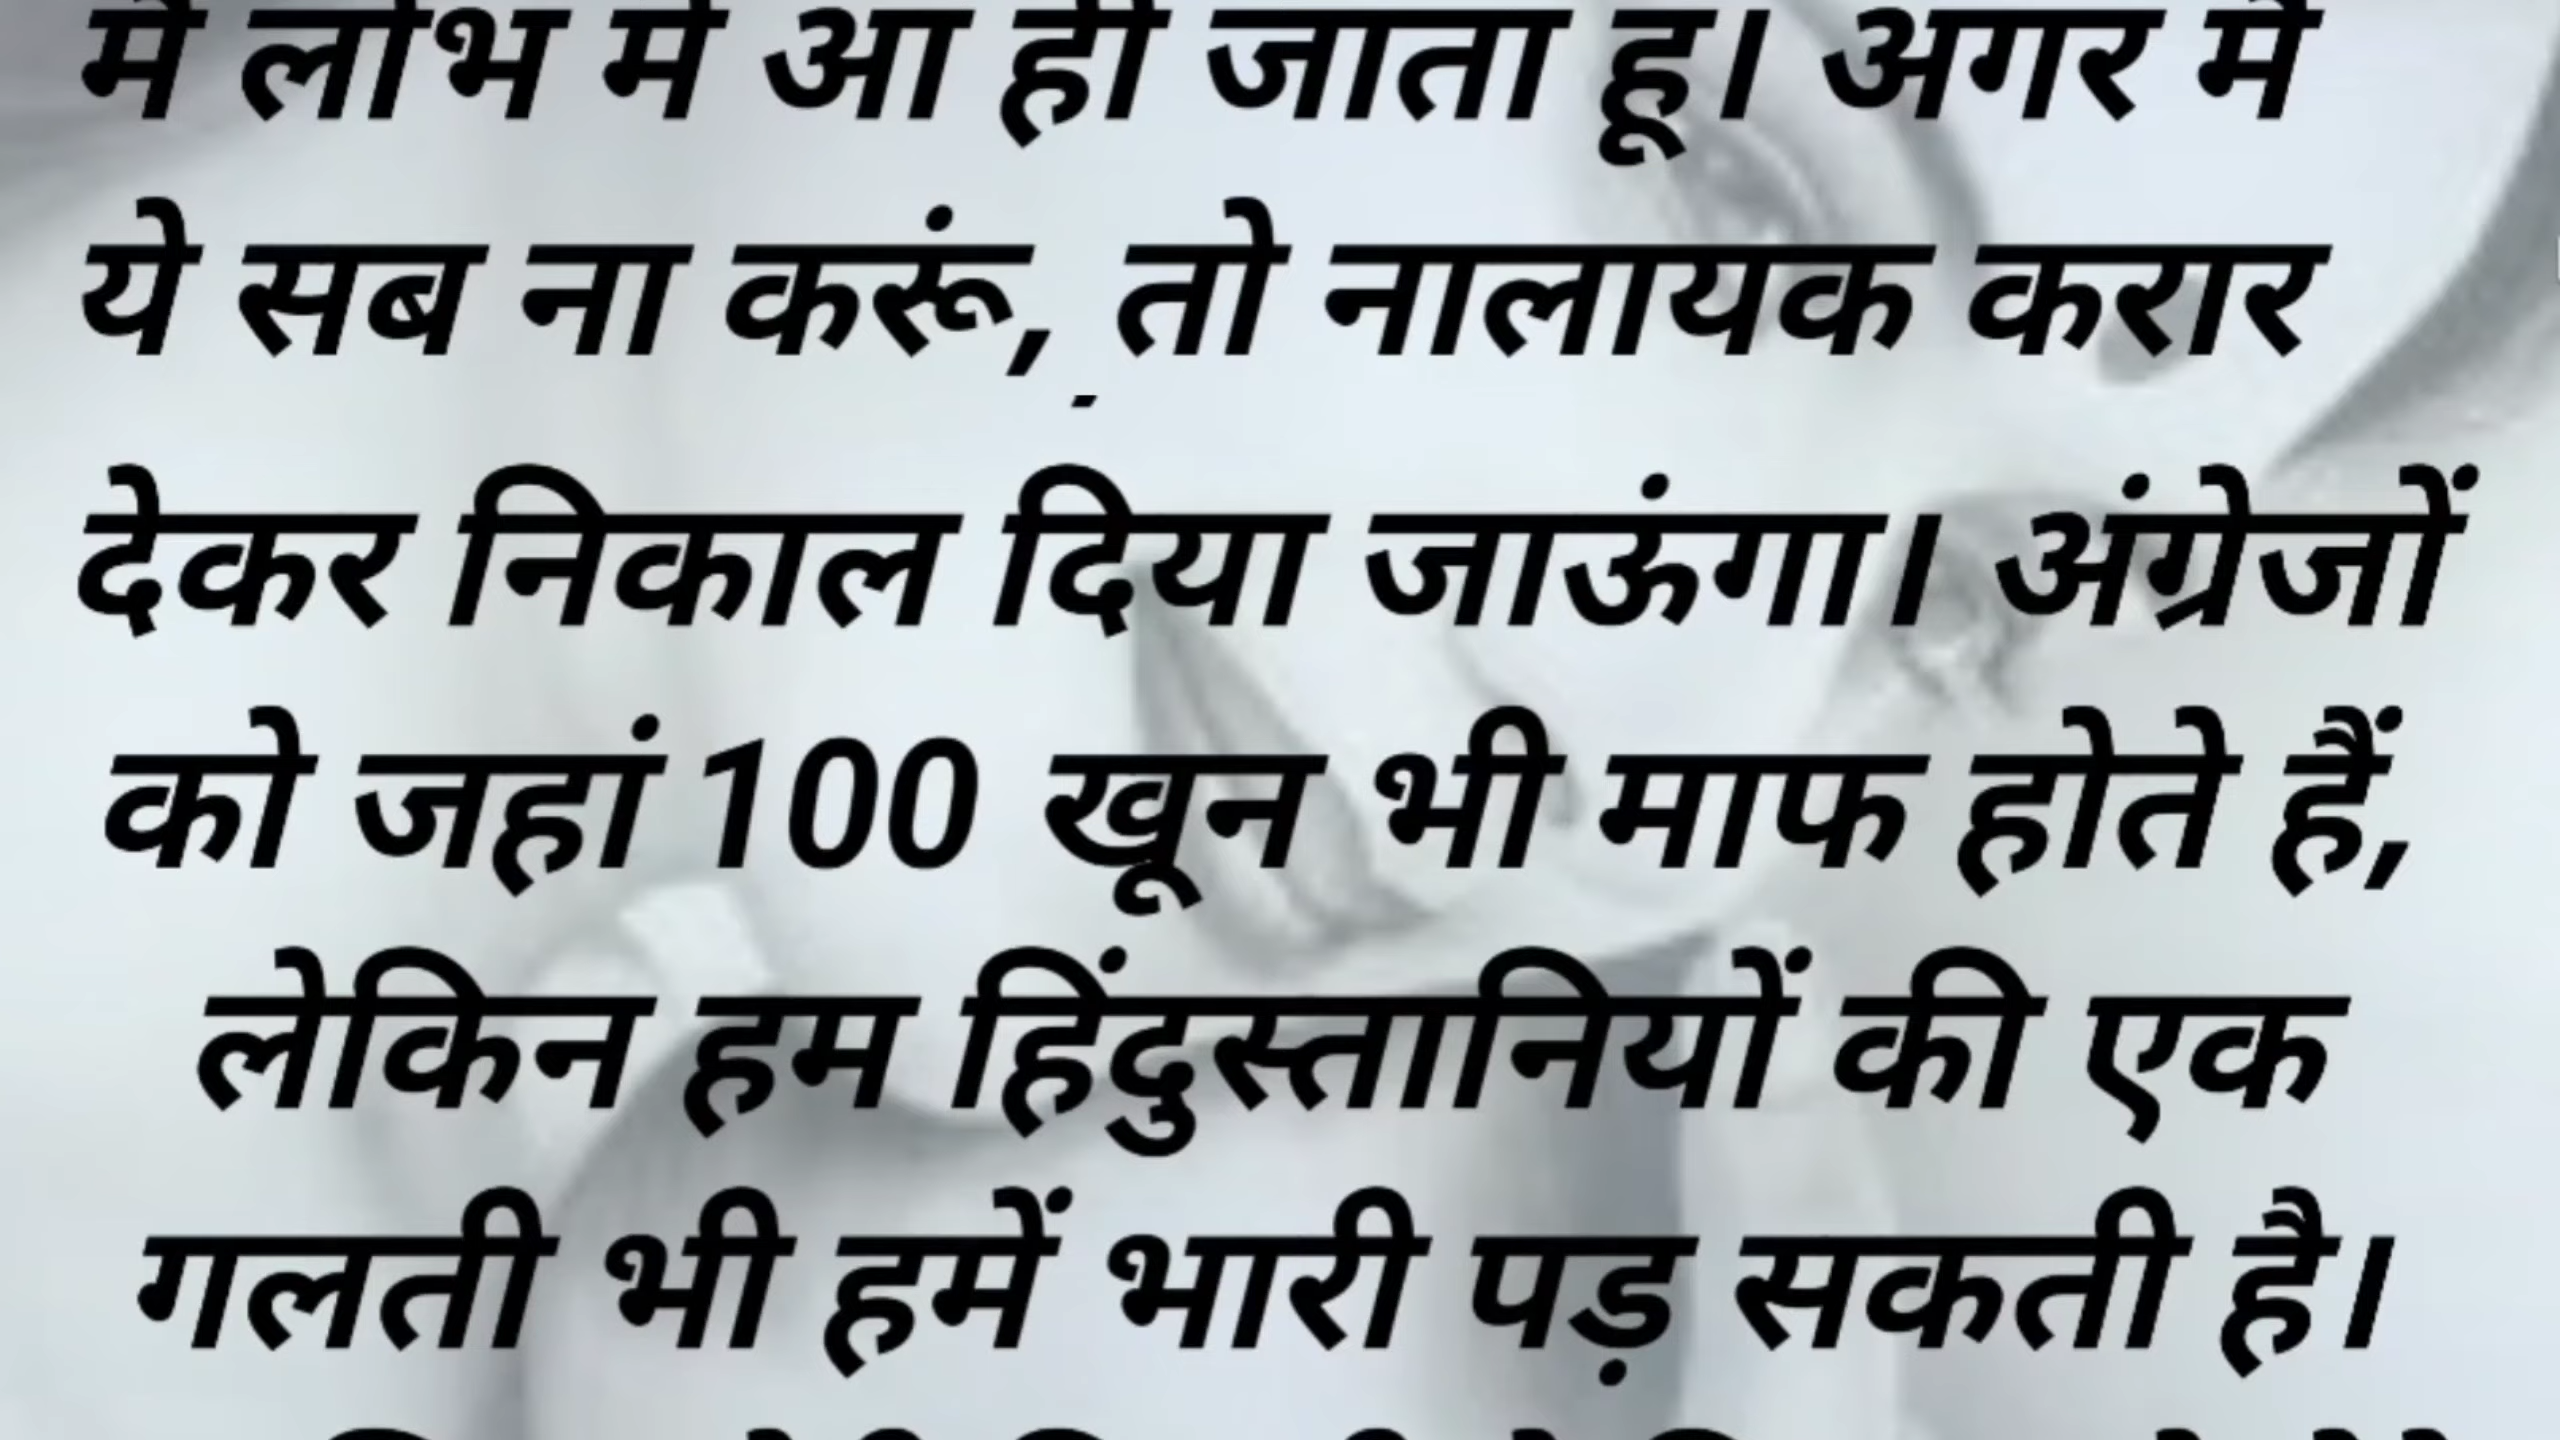 मैं लोभ में आ ही जाता हूं। अगर मैं
ये सब ना करूं, तो नालायक करार
देकर निकाल दिया जाऊंगा। अंग्रेजों
को जहां 100 खून भी माफ होते हैं,
लेकिन हम हिंदुस्तानियों की एक
गलती भी हमें भारी पड़ सकती है।